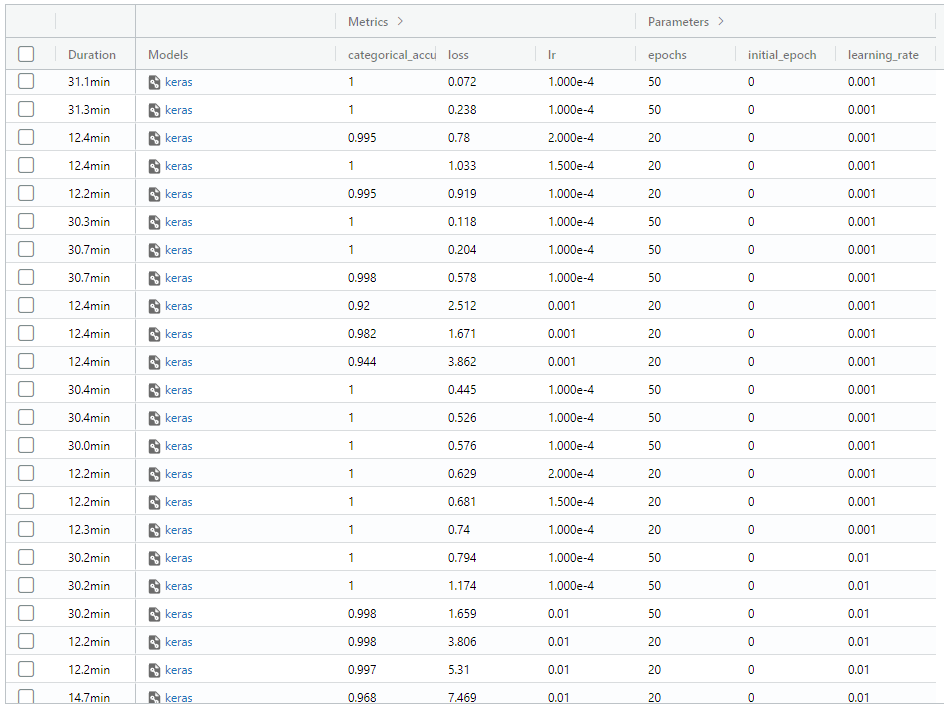 Metrics > Parameters >
Duration Models categorical_accu loss lr epochs initial_epoch learning_rate
31.1min keras 1 0.072 1.000e-4 50 0 0.001
31.3min keras 1 0.238 1.000e-4 50 0 0.001
12.4min keras 0.995 0.78 2.000e-4 20 0 0.001
12.4min keras 1 1.033 1.500e-4 20 0 0.001
12.2min keras 0.995 0.919 1.000e-4 20 0 0.001
30.3min keras 1 0.118 1.000e-4 50 0 0.001
30.7min keras 1 0.204 1.000e-4 50 0 0.001
30.7min keras 0.998 0.578 1.000e-4 50 0 0.001
12.4min keras 0.92 2.512 0.001 20 0 0.001
12.4min keras 0.982 1.671 0.001 20 0 0.001
12.4min keras 0.944 3.862 0.001 20 0 0.001
30.4min keras 1 0.445 1.000e-4 50 0 0.001
30.4min keras 1 0.526 1.000e-4 50 0 0.001
30.0min keras 1 0.576 1.000e-4 50 0 0.001
12.2min keras 1 0.629 2.000e-4 20 0 0.001
12.2min keras 1 0.681 1.500e-4 20 0 0.001
12.3min keras 1 0.74 1.000e-4 20 0 0.001
30.2min keras 1 0.794 1.000e-4 50 0 0.01
30.2min keras 1 1.174 1.000e-4 50 0 0.01
30.2min keras 0.998 1.659 0.01 50 0 0.01
12.2min keras 0.998 3.806 0.01 20 0 0.01
12.2min keras 0.997 5.31 0.01 20 0 0.01
14.7min keras 0.968 7.469 0.01 20 0 0.01